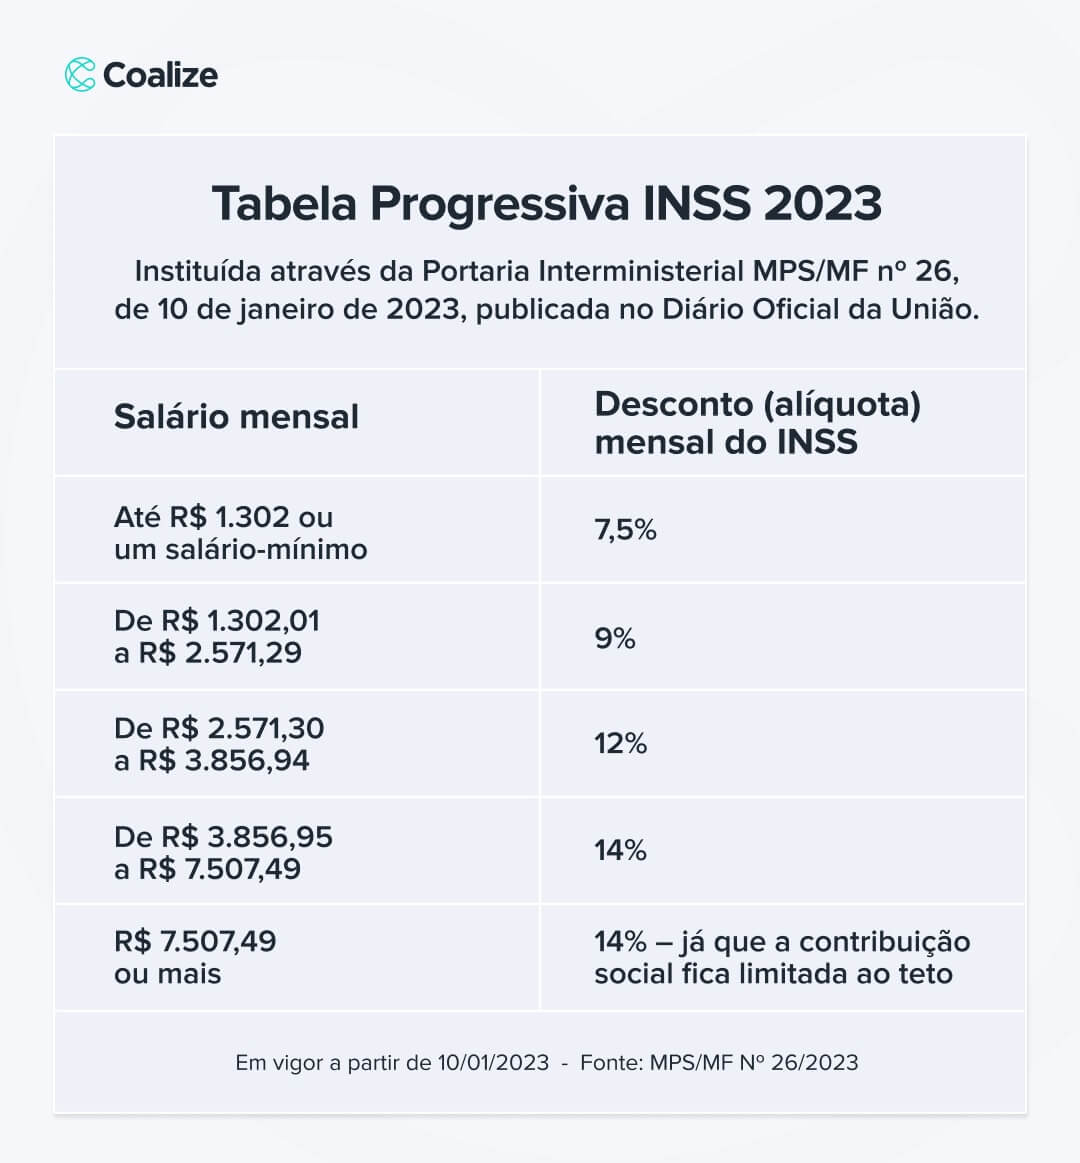 Coalize
Tabela Progressiva INSS 2023
Instituída através da Portaria Interministerial MPS/MF nº 26,
de 10 de janeiro de 2023, publicada no Diário Oficial da União.
Salário mensal
Desconto (alíquota)
mensal do INSS
Até R$ 1.302 ou
um salário-mínimo
7,5%
De R$ 1.302,01
a R$ 2.571,29
9%
De R$ 2.571,30
a R$ 3.856,94
12%
De R$ 3.856,95
a R$ 7.507,49
14%
R$ 7.507,49
ou mais
14% – já que a contribuição
social fica limitada ao teto
Em vigor a partir de 10/01/2023 - Fonte: MPS/MF Nº 26/2023